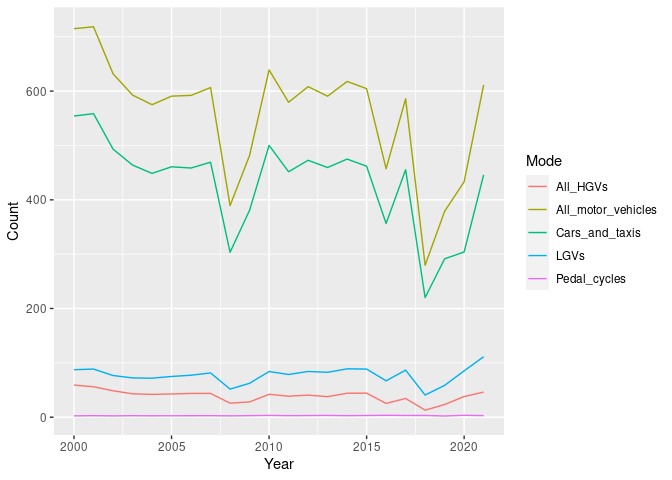 600
400
200
0
Count
2000
2005
2010
2015
2020
Year
Mode
All_HGVs
All_motor_vehicles
Cars_and_taxis
LGVs
Pedal_cycles